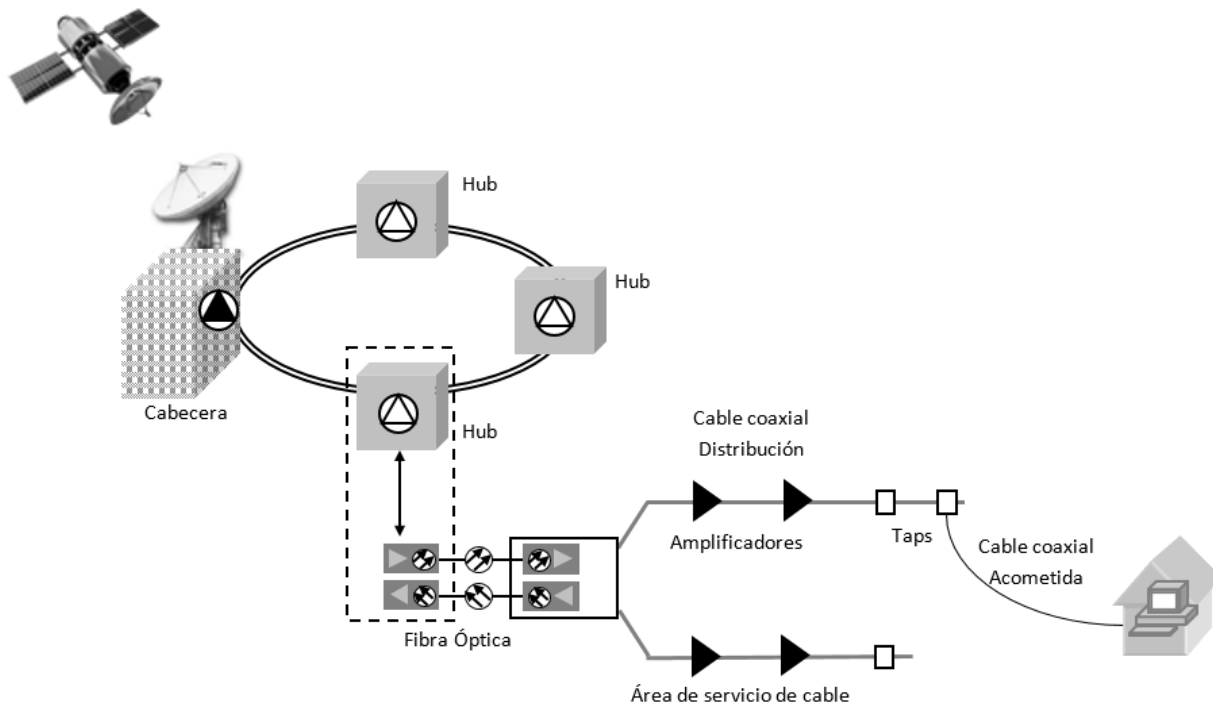 Hub
Hub
Cabecera
Hub
Cable coaxial
Distribución
Amplificadores
Taps
Cable coaxial
Acometida
Fibra Óptica
Área de servicio de cable